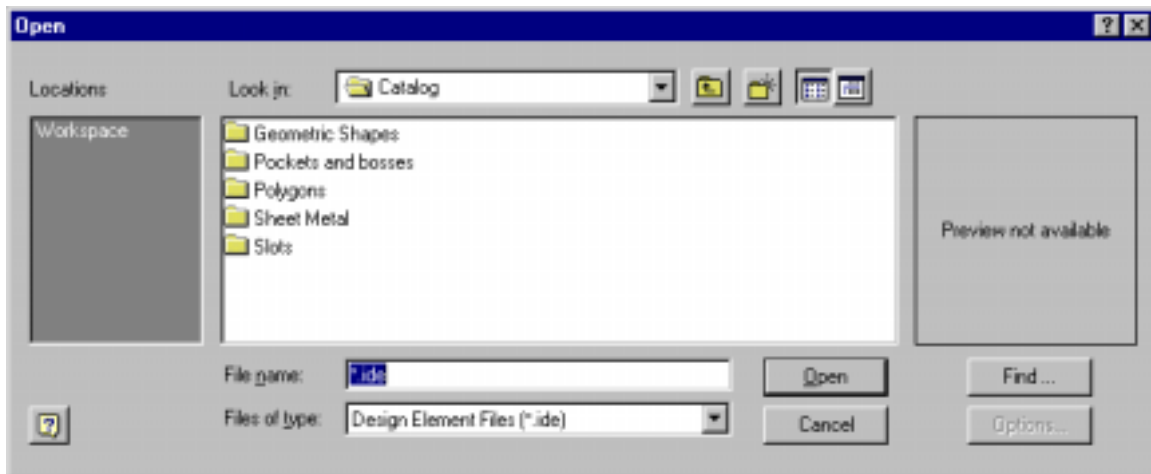 Open
Locations
Look in:
Catalog
Workspace
Geometric Shapes
Pockets and bosses
Polygons
Sheet Metal
Slots
Preview not available
File name:
*.ide
Open
Find ...
Files of type:
Design Element Files (*.ide)
Cancel
Options...